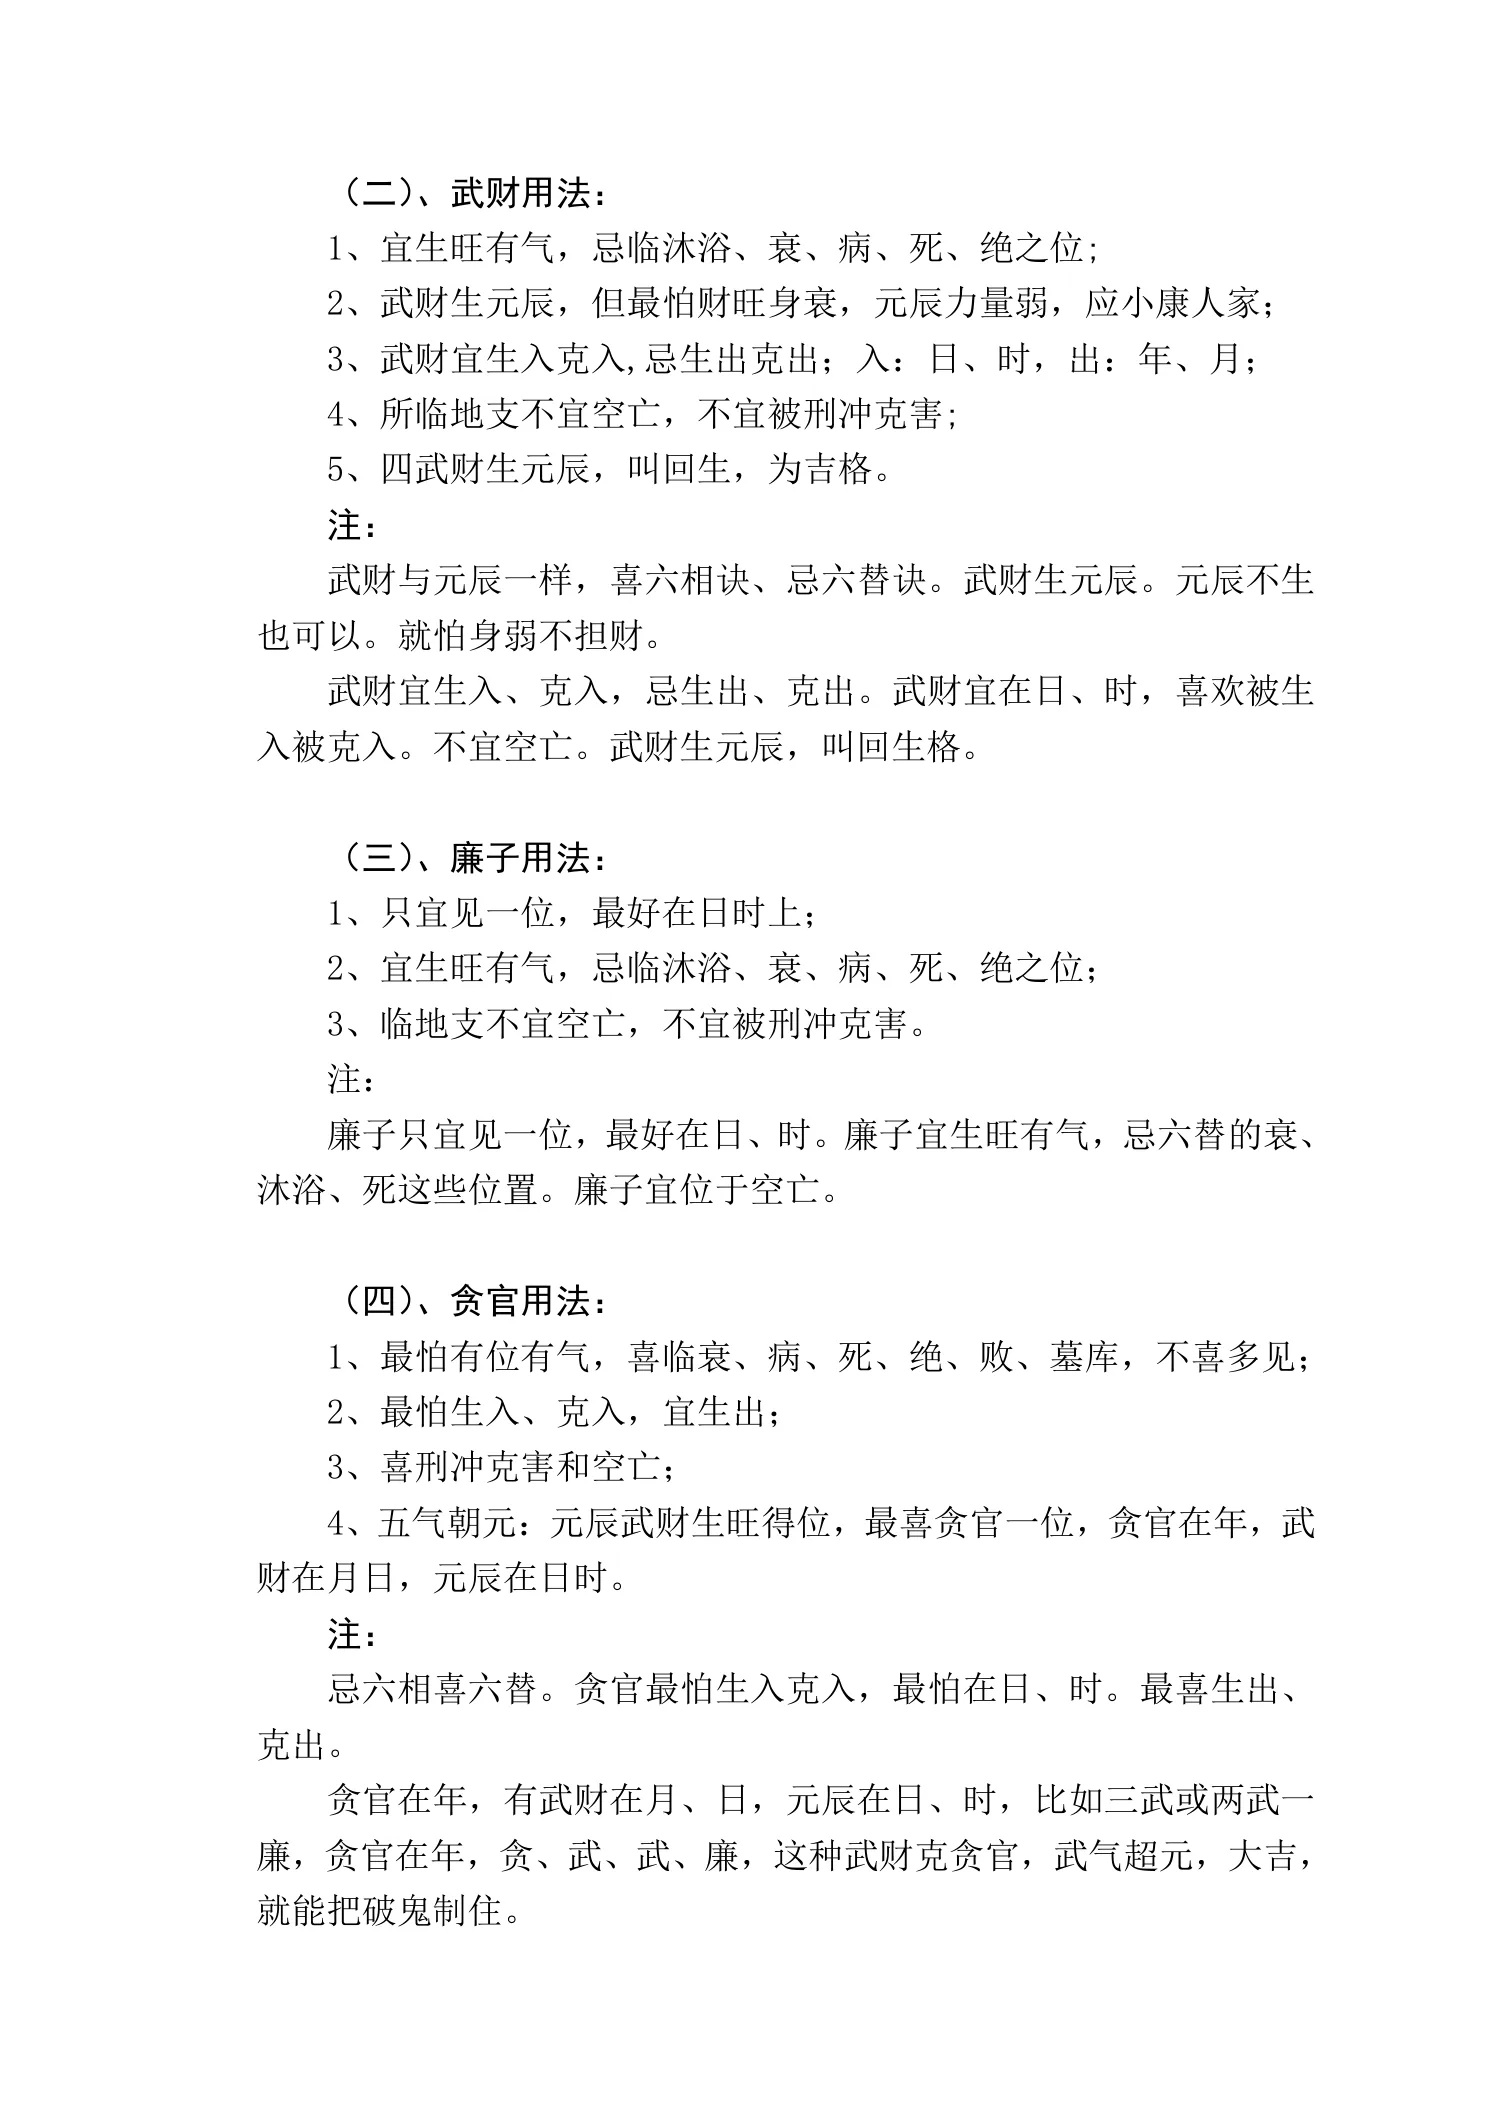 （二）、武财用法：
1、宜生旺有气，忌临沐浴、衰、病、死、绝之位;
2、武财生元辰，但最怕财旺身衰，元辰力量弱，应小康人家；
3、武财宜生入克入,忌生出克出；入：日、时，出：年、月；
4、所临地支不宜空亡，不宜被刑冲克害;
5、四武财生元辰，叫回生，为吉格。
注：
武财与元辰一样，喜六相诀、忌六替诀。武财生元辰。元辰不生
也可以。就怕身弱不担财。
武财宜生入、克入，忌生出、克出。武财宜在日、时，喜欢被生
入被克入。不宜空亡。武财生元辰，叫回生格。
（三）、廉子用法：
1、只宜见一位，最好在日时上；
2、宜生旺有气，忌临沐浴、衰、病、死、绝之位；
3、临地支不宜空亡，不宜被刑冲克害。
注：
廉子只宜见一位，最好在日、时。廉子宜生旺有气，忌六替的衰、
沐浴、死这些位置。廉子宜位于空亡。
（四）、贪官用法：
1、最怕有位有气，喜临衰、病、死、绝、败、墓库，不喜多见；
2、最怕生入、克入，宜生出；
3、喜刑冲克害和空亡；
4、五气朝元：元辰武财生旺得位，最喜贪官一位，贪官在年，武
财在月日，元辰在日时。
注：
忌六相喜六替。贪官最怕生入克入，最怕在日、时。最喜生出、
克出。
贪官在年，有武财在月、日，元辰在日、时，比如三武或两武一
廉，贪官在年，贪、武、武、廉，这种武财克贪官，武气超元，大吉，
就能把破鬼制住。